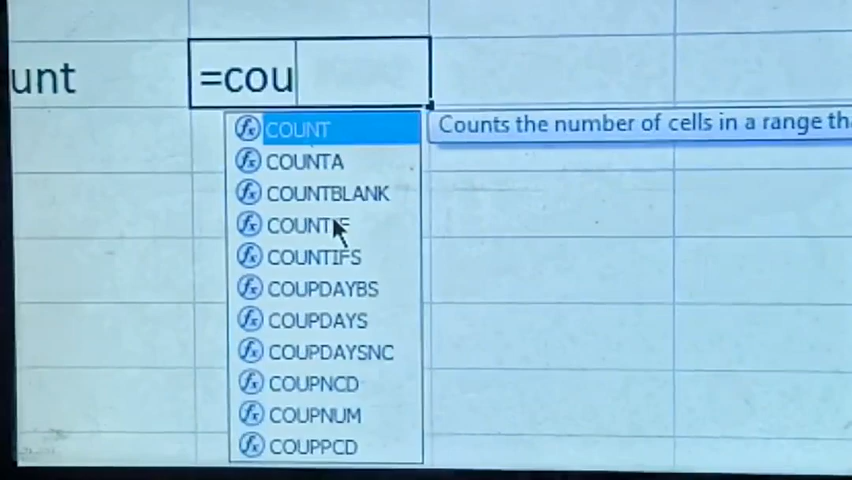 unt
=cou
COUNT
Counts the number of cells in a range th
COUNTA
COUNTBLANK
COUNTIF
COUNTIFS
COUPDAYBS
COUPDAYS
COUPDAYSNC
COUPNCD
COUPNUM
COUPPCD